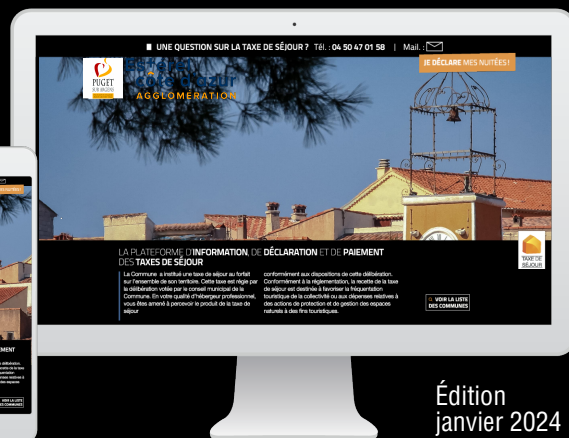 UNE QUESTION SUR LA TAXE DE SÉJOUR ? Tél. : 04 50 47 01 58 | Mail. :
JE DÉCLARE MES NUITÉES !
PUGET
SUR ARGENS
Estérel
Côte d'Azur
AGGLOMÉRATION
LA PLATEFORME D'INFORMATION, DE DÉCLARATION ET DE PAIEMENT
DES TAXES DE SÉJOUR
La Commune a institué une taxe de séjour au forfait
sur l'ensemble de son territoire. Cette taxe est régie par
la délibération votée par le conseil municipal de la
Commune. En votre qualité d'hébergeur professionnel,
vous êtes amené à percevoir le produit de la taxe de
séjour
conformément aux dispositions de cette délibération.
Conformément à la réglementation, la recette de la taxe
de séjour est destinée à favoriser la fréquentation
touristique de la collectivité ou aux dépenses relatives à
des actions de protection et de gestion des espaces
naturels à des fins touristiques.
TAXE DE
SÉJOUR
VOIR LA LISTE
DES COMMUNES
Édition
janvier 2024